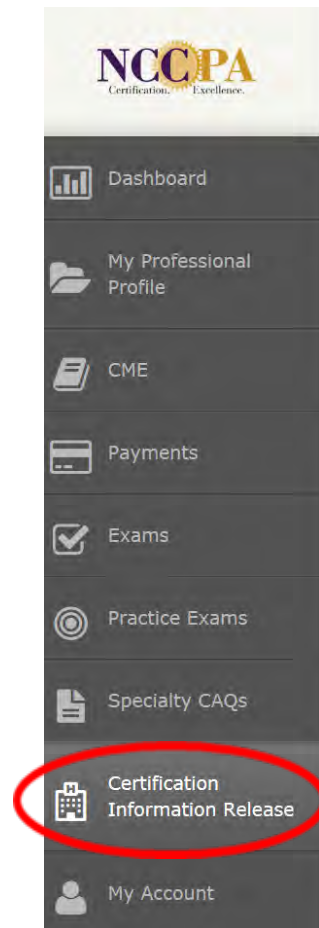 NCCPA
Certification. Excellence.
Dashboard
My Professional
Profile
CME
Payments
Exams
Practice Exams
Specialty CAQs
H
Certification
Information Release
My Account